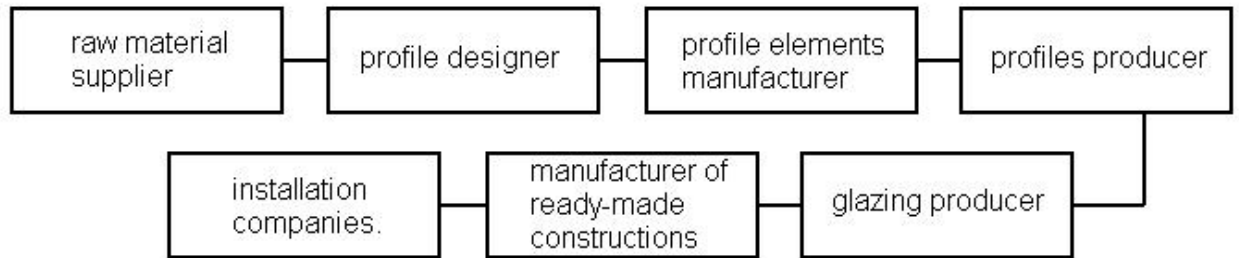 raw material
supplier
profile designer
profile elements
manufacturer
profiles producer
glazing producer
manufacturer of
ready-made
constructions
installation
companies.